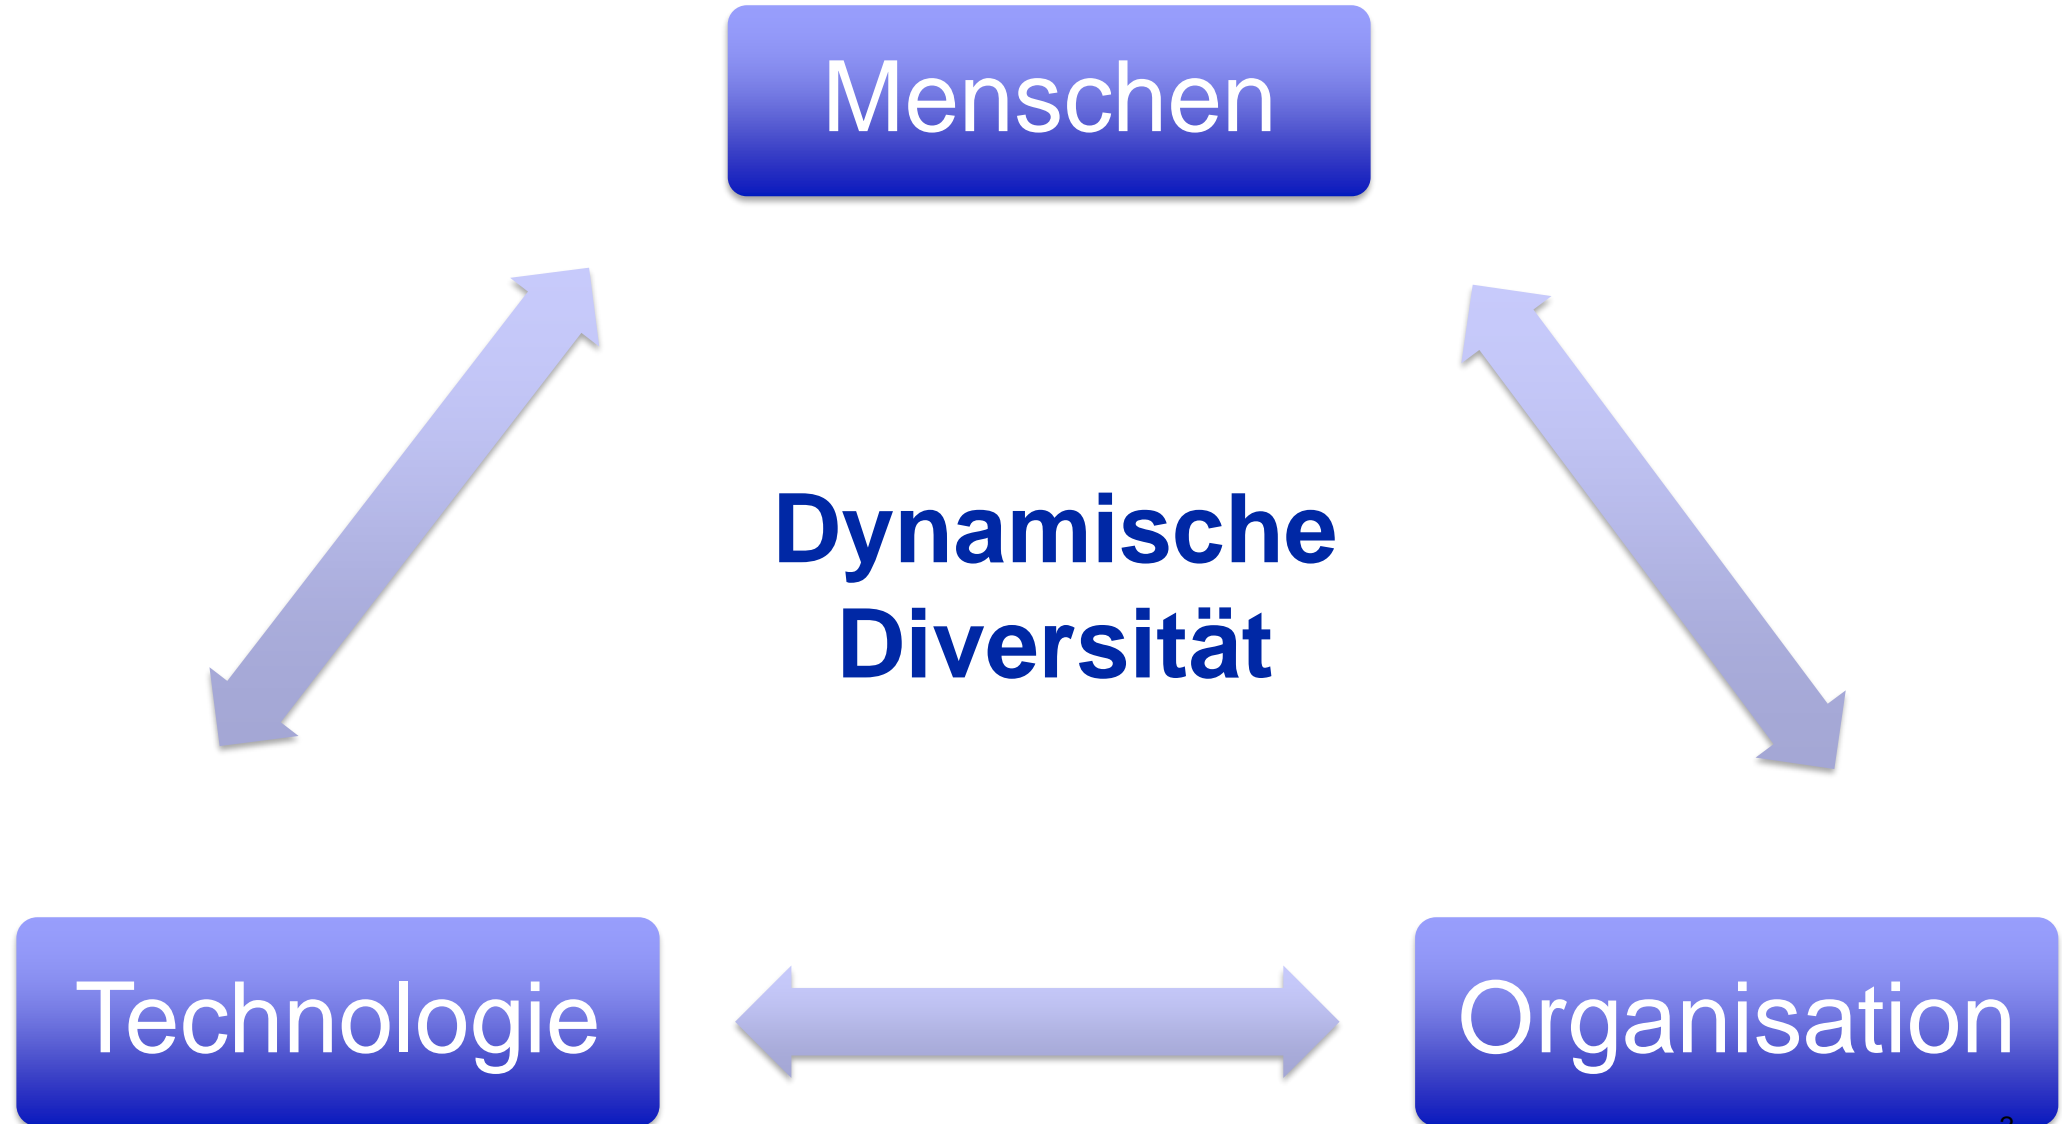 Menschen
Dynamische
Diversität
Technologie
Organisation